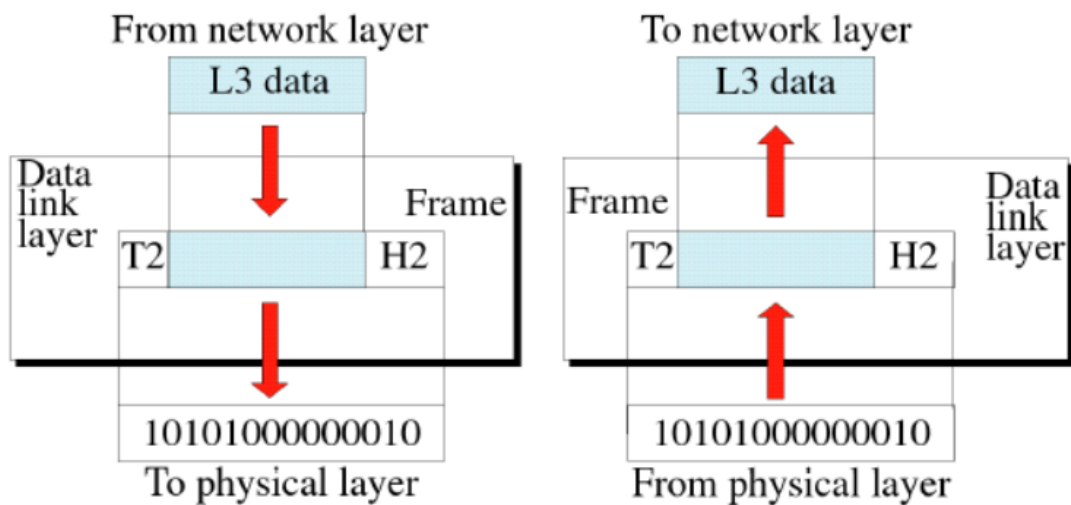 From network layer
L3 data
Data
link
layer
Frame
T2
H2
10101000000010
To physical layer
To network layer
L3 data
Frame
Data
link
layer
T2
H2
10101000000010
From physical layer